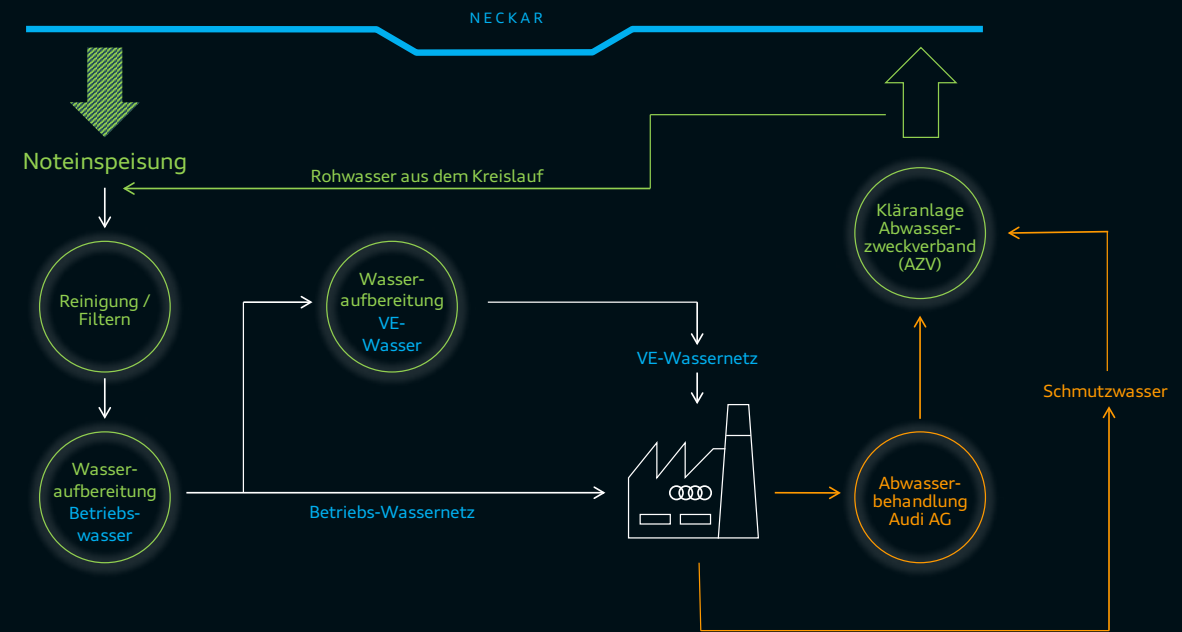 NECKAR
Noteinspeisung
Rohwasser aus dem Kreislauf
Kläranlage
Abwasser-
zweckverband
(AZV)
Reinigung /
Filtern
Wasser-
aufbereitung
VE-
Wasser
VE-Wassernetz
Schmutzwasser
Wasser-
aufbereitung
Betriebs-
wasser
Betriebs-Wassernetz
Abwasser-
behandlung
Audi AG